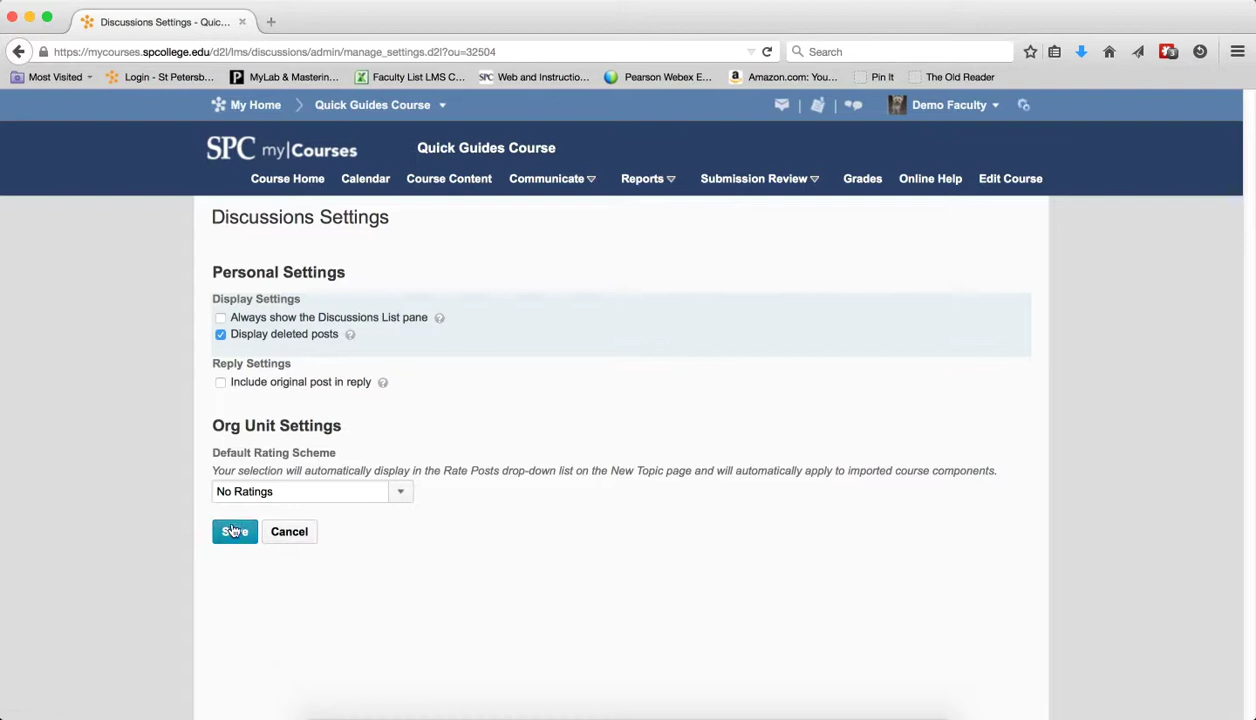 Discussions Settings - Quic...
https://mycourses.spcollege.edu/d2l/lms/discussions/admin/manage_settings.d2l?ou=32504
Search
Most Visited
Login - St Petersb...
MyLab & Mastering...
Faculty List LMS C...
SPC
Web and Instructio...
Pearson Webex E...
Amazon.com: You...
Pin It
The Old Reader
My Home
Quick Guides Course
Demo Faculty
SPC my|Courses
Quick Guides Course
Course Home
Calendar
Course Content
Communicate
Reports
Submission Review
Grades
Online Help
Edit Course
Discussions Settings
Personal Settings
Display Settings
Always show the Discussions List pane
Display deleted posts
Reply Settings
Include original post in reply
Org Unit Settings
Default Rating Scheme
Your selection will automatically display in the Rate Posts drop-down list on the New Topic page and will automatically apply to imported course components.
No Ratings
Save
Cancel